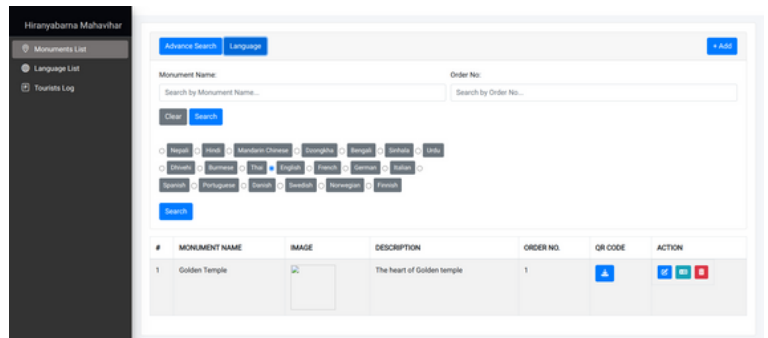 Hiranyabarna Mahavihar
Monuments List
Language List
Tourists Log
Advance Search Language + Add
Monument Name: Order No:
Search by Monument Name... Search by Order No...
Clear Search
Nepali Hindi Mandarin Chinese Dzongkha Bengali Sinhala Urdu
Dhivehi Burmese Thai English French German Italian
Spanish Portuguese Danish Swedish Norwegian Finnish
Search
# MONUMENT NAME IMAGE DESCRIPTION ORDER NO. QR CODE ACTION
1 Golden Temple The heart of Golden temple 1